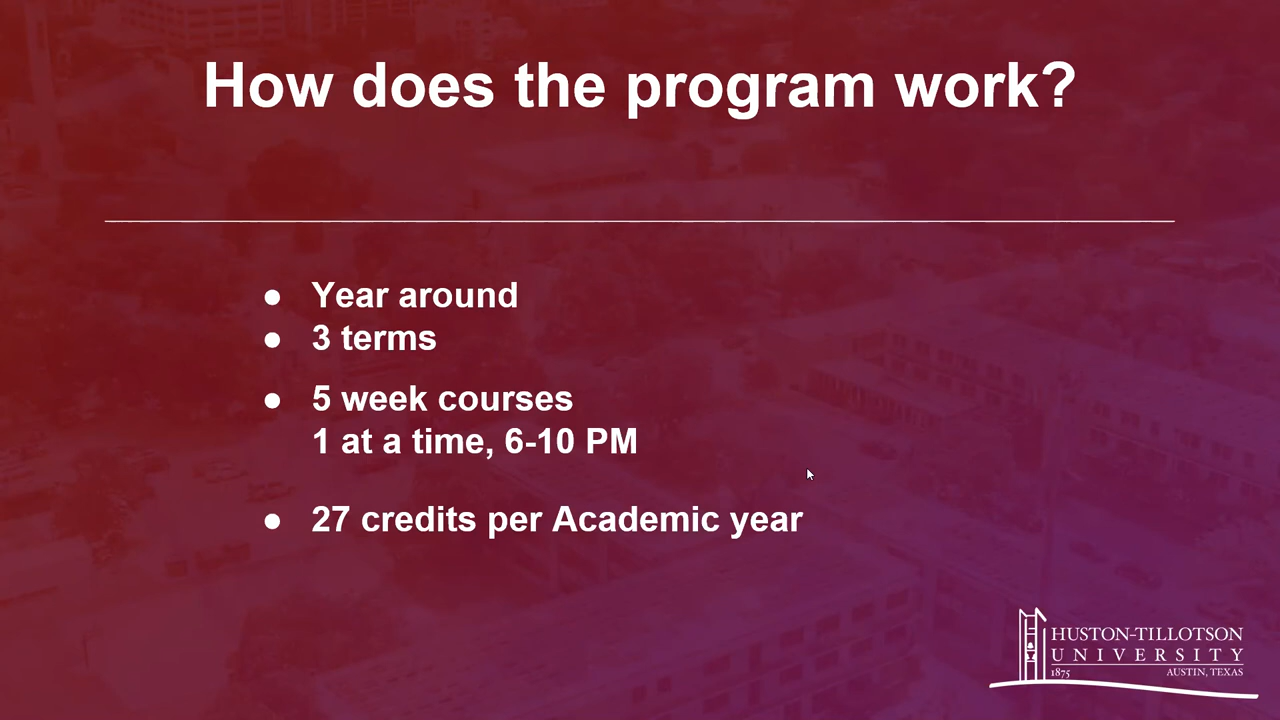 How does the program work?
● Year around
● 3 terms
● 5 week courses
1 at a time, 6-10 PM
● 27 credits per Academic year
HUSTON-TILLOTSON
UNIVERSITY
1875 AUSTIN, TEXAS